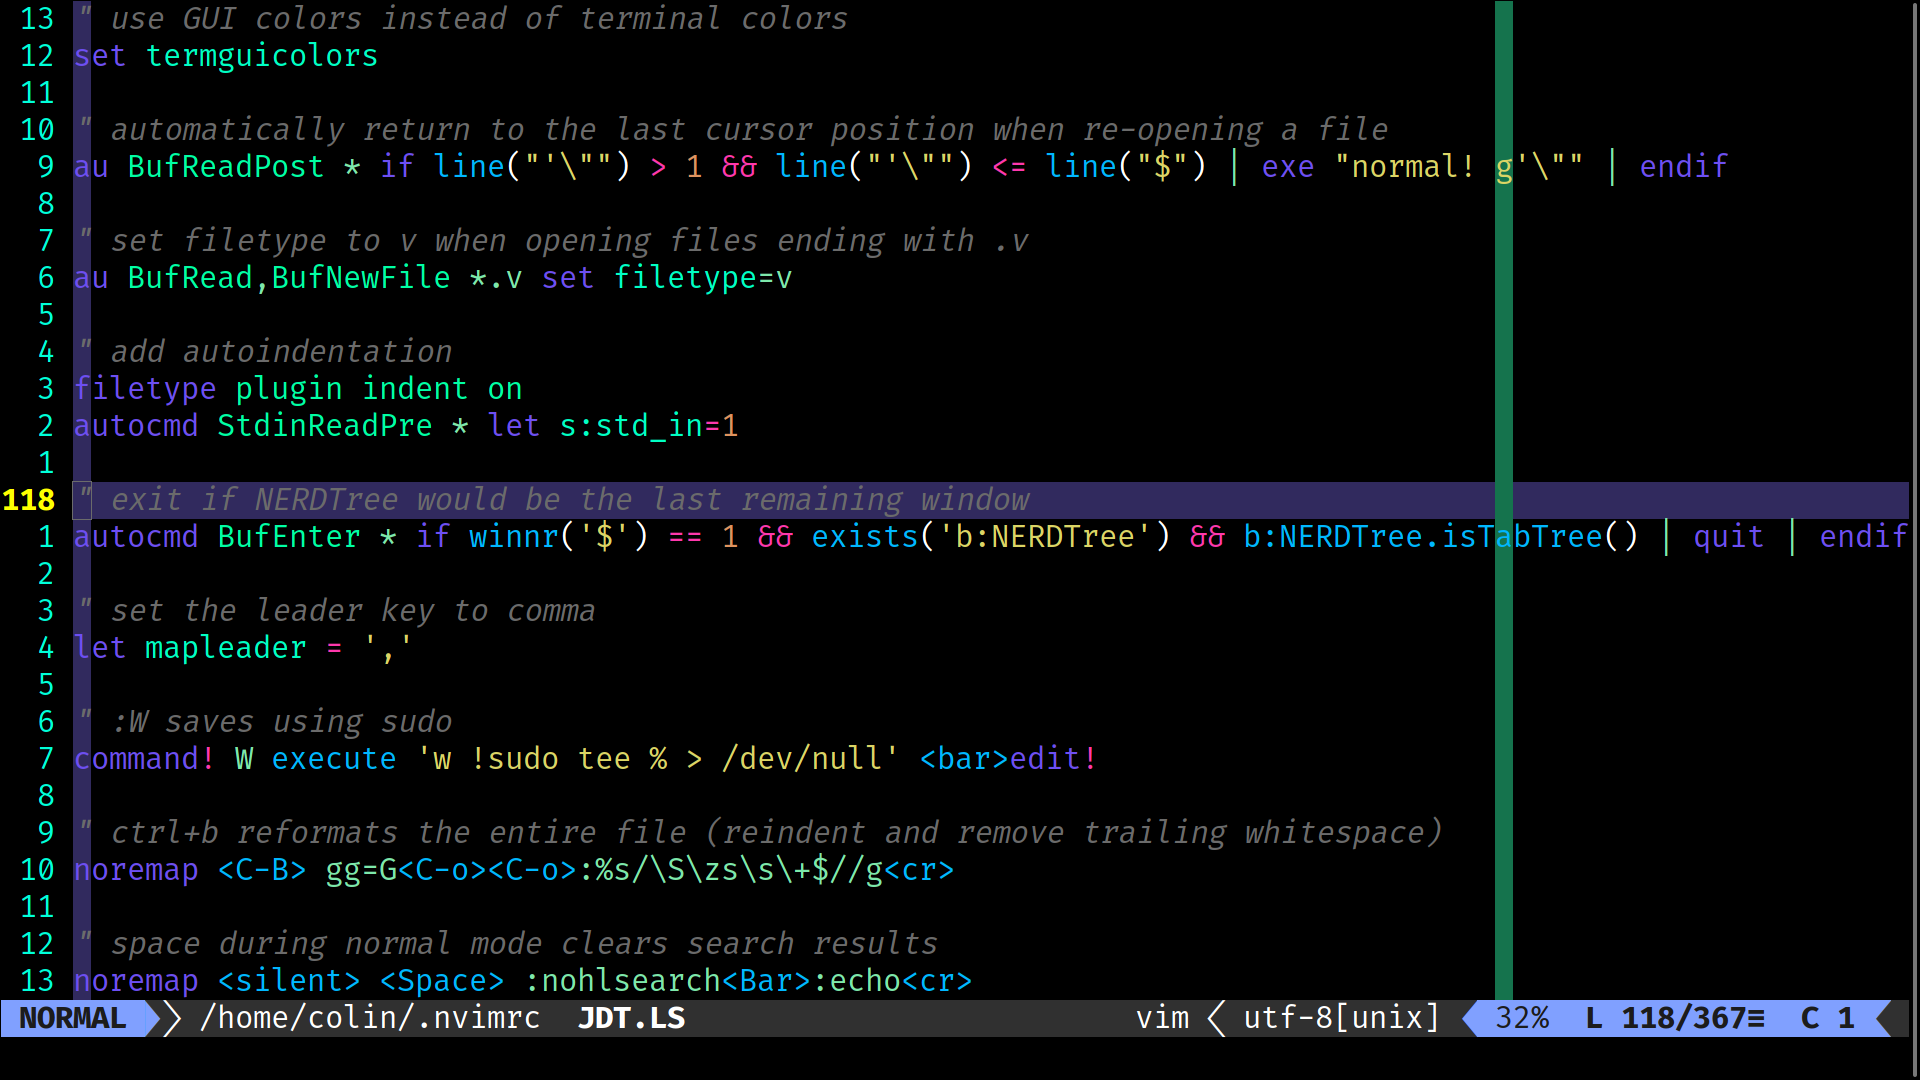 13 " use GUI colors instead of terminal colors
12 set termguicolors
11
10 " automatically return to the last cursor position when re-opening a file
9 au BufReadPost * if line("'\"") > 1 && line("'\"") <= line("$") | exe "normal! g'\"" | endif
8
7 " set filetype to v when opening files ending with .v
6 au BufRead,BufNewFile *.v set filetype=v
5
4 " add autoindentation
3 filetype plugin indent on
2 autocmd StdinReadPre * let s:std_in=1
1
118 " exit if NERDTree would be the last remaining window
1 autocmd BufEnter * if winnr('$') == 1 && exists('b:NERDTree') && b:NERDTree.isTabTree() | quit | endif
2
3 " set the leader key to comma
4 let mapleader = ','
5
6 " :W saves using sudo
7 command! W execute 'w !sudo tee % > /dev/null' <bar>edit!
8
9 " ctrl+b reformats the entire file (reindent and remove trailing whitespace)
10 noremap <C-B> gg=G<C-o><C-o>:%s/\S\zs\s\+$//g<cr>
11
12 " space during normal mode clears search results
13 noremap <silent> <Space> :nohlsearch<Bar>:echo<cr>
NORMAL /home/colin/.nvimrc JDT.LS vim utf-8[unix] 32% L 118/367≡ C 1